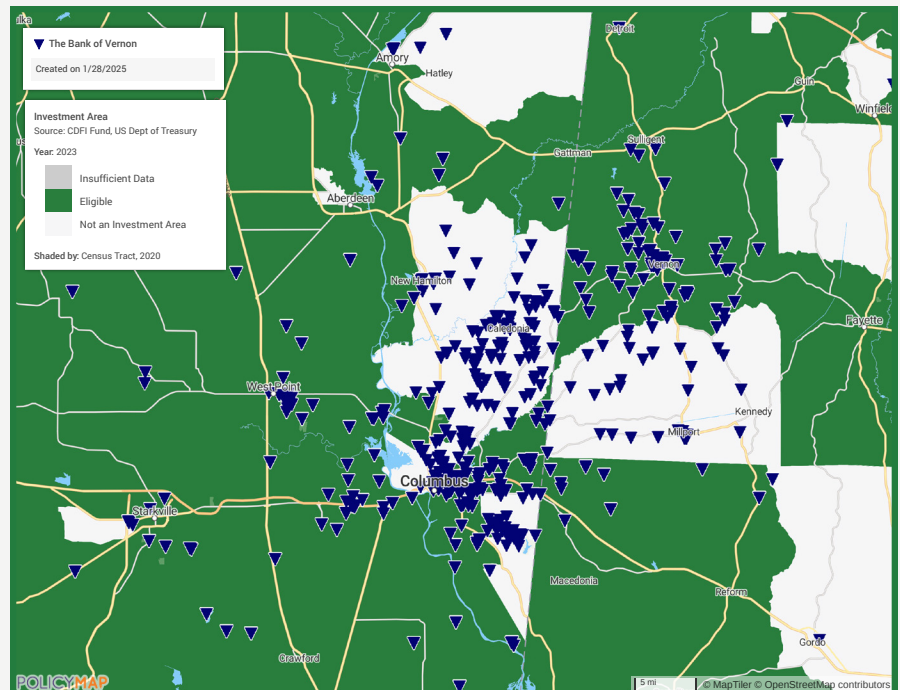 The Bank of Vernon
Created on 1/28/2025
Investment Area
Source: CDFI Fund, US Dept of Treasury
Year: 2023
Insufficient Data
Eligible
Not an Investment Area
Shaded by: Census Tract, 2020
Detroit
Amory
Hatley
Guin
Winfield
Sulligent
Gattman
Aberdeen
Vernon
New Hamilton
Fayette
Caledonia
West Point
Kennedy
Millport
Columbus
Starkville
Macedonia
Reform
Gordo
Crawford
POLICYMAP
5 mi
© MapTiler © OpenStreetMap contributors